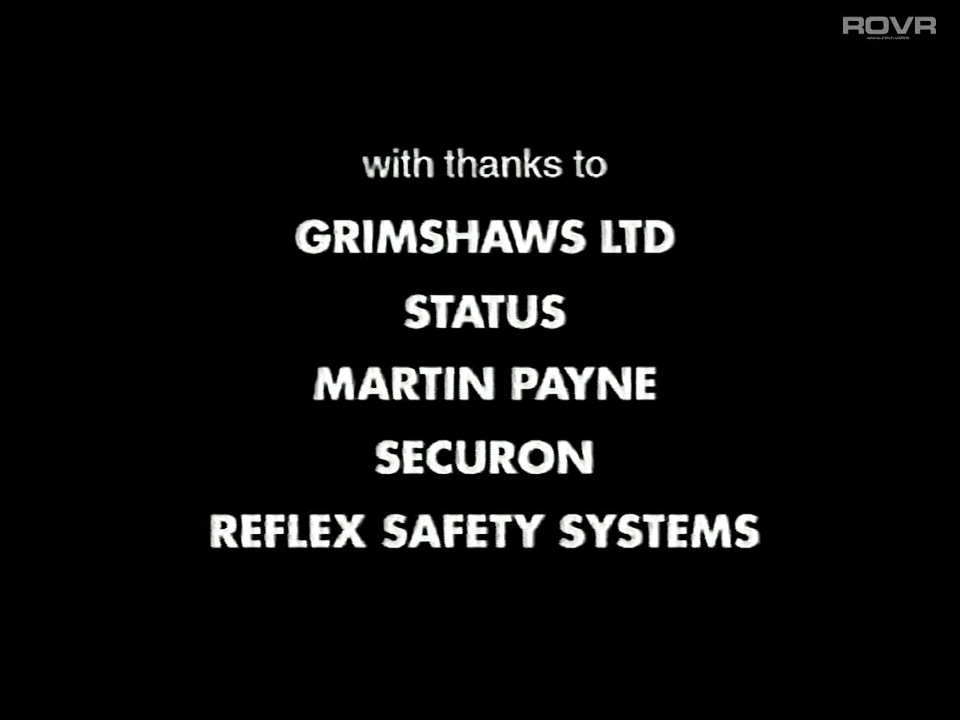 ROVR
with thanks to
GRIMSHAWS LTD
STATUS
MARTIN PAYNE
SECURON
REFLEX SAFETY SYSTEMS